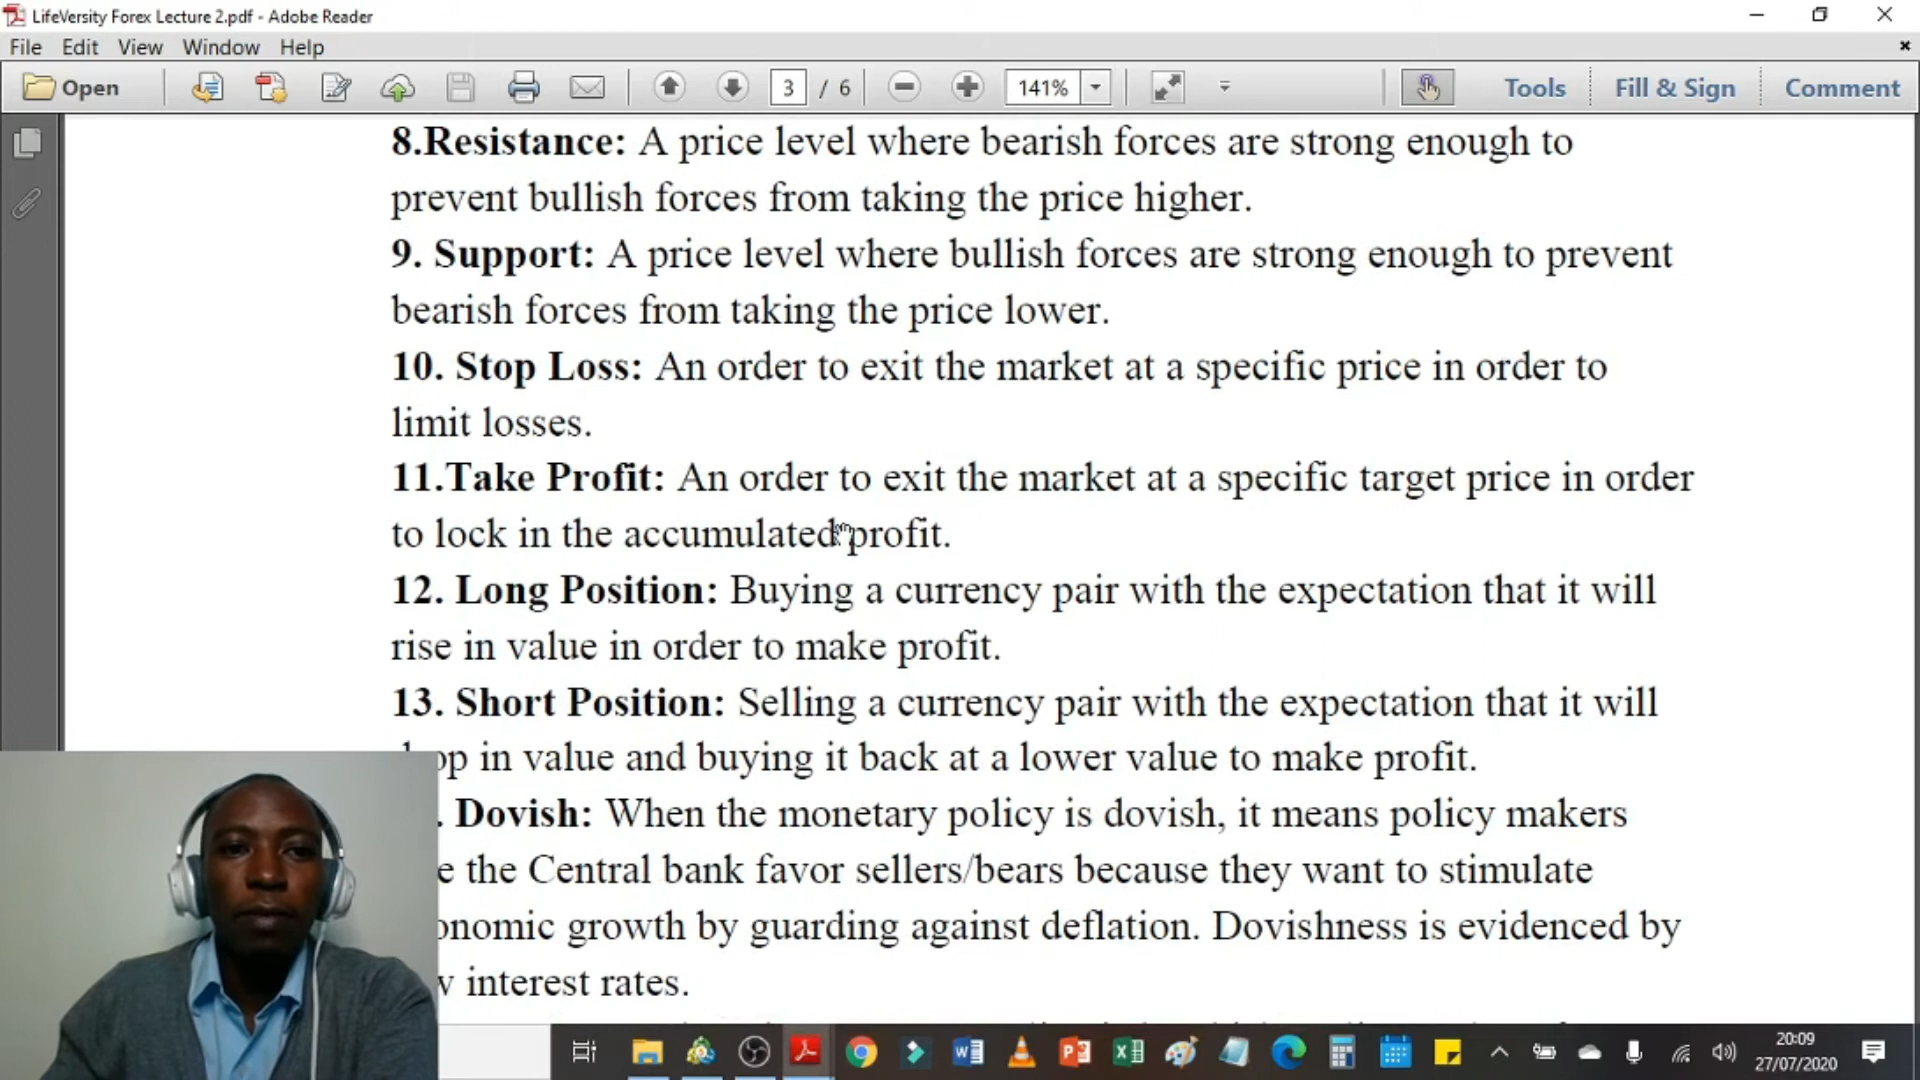 LifeVersity Forex Lecture 2.pdf - Adobe Reader
File Edit View Window Help
Open 3 / 6 141% Tools Fill & Sign Comment
8.Resistance: A price level where bearish forces are strong enough to
prevent bullish forces from taking the price higher.
9. Support: A price level where bullish forces are strong enough to prevent
bearish forces from taking the price lower.
10. Stop Loss: An order to exit the market at a specific price in order to
limit losses.
11.Take Profit: An order to exit the market at a specific target price in order
to lock in the accumulated profit.
12. Long Position: Buying a currency pair with the expectation that it will
rise in value in order to make profit.
13. Short Position: Selling a currency pair with the expectation that it will
in value and buying it back at a lower value to make profit.
Dovish: When the monetary policy is dovish, it means policy makers
the Central bank favor sellers/bears because they want to stimulate
onomic growth by guarding against deflation. Dovishness is evidenced by
interest rates.
20:09
27/07/2020